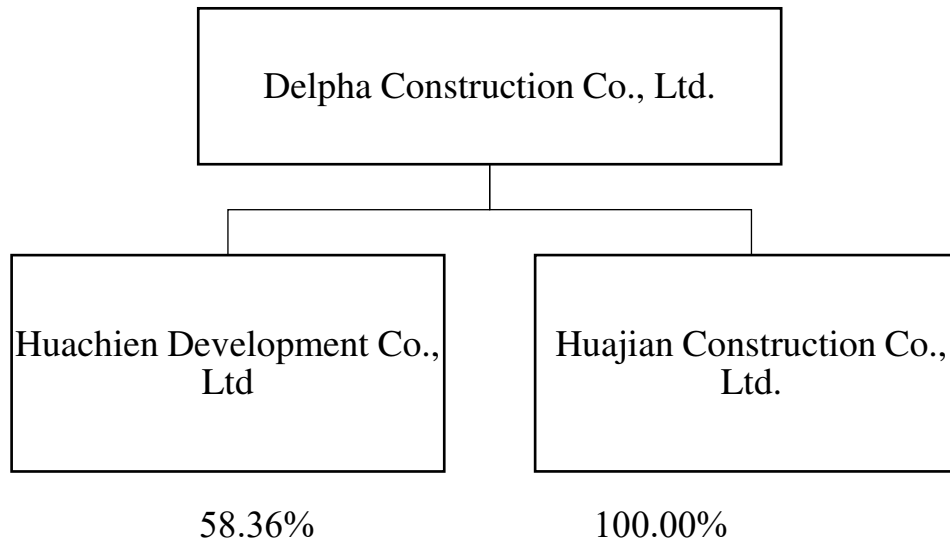 Delpha Construction Co., Ltd.
Huachien Development Co.,
Ltd
Huajian Construction Co.,
Ltd.
58.36%
100.00%